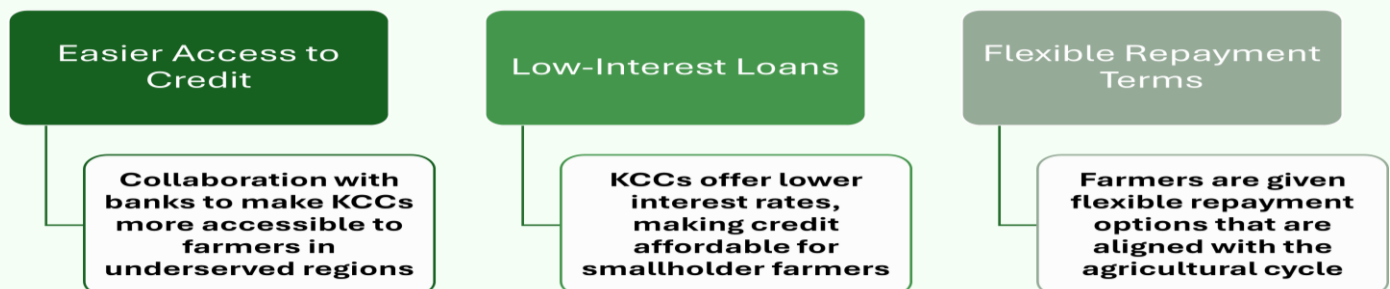 Easier Access to
Credit
Collaboration with
banks to make KCCs
more accessible to
farmers in
underserved regions
Low-Interest Loans
KCCs offer lower
interest rates,
making credit
affordable for
smallholder farmers
Flexible Repayment
Terms
Farmers are given
flexible repayment
options that are
aligned with the
agricultural cycle